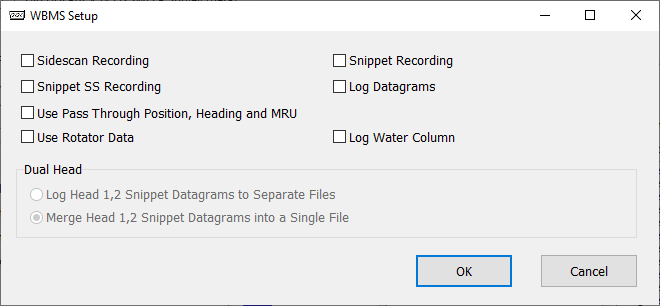 WBMS Setup
Sidescan Recording
Snippet Recording
Snippet SS Recording
Log Datagrams
Use Pass Through Position, Heading and MRU
Use Rotator Data
Log Water Column
Dual Head
Log Head 1,2 Snippet Datagrams to Separate Files
Merge Head 1,2 Snippet Datagrams into a Single File
OK
Cancel